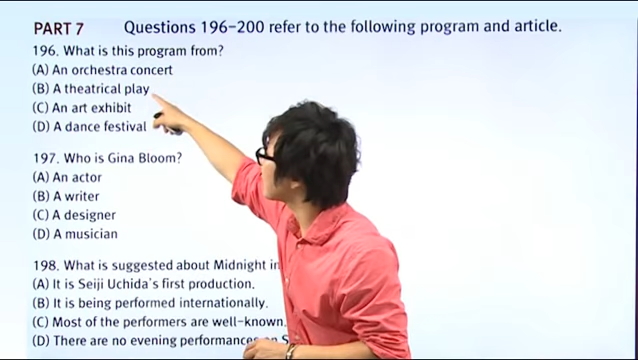 PART 7 Questions 196–200 refer to the following program and article.
196. What is this program from?
(A) An orchestra concert
(B) A theatrical play
(C) An art exhibit
(D) A dance festival
197. Who is Gina Bloom?
(A) An actor
(B) A writer
(C) A designer
(D) A musician
198. What is suggested about Midnight in
(A) It is Seiji Uchida's first production.
(B) It is being performed internationally.
(C) Most of the performers are well-known.
(D) There are no evening performances on S